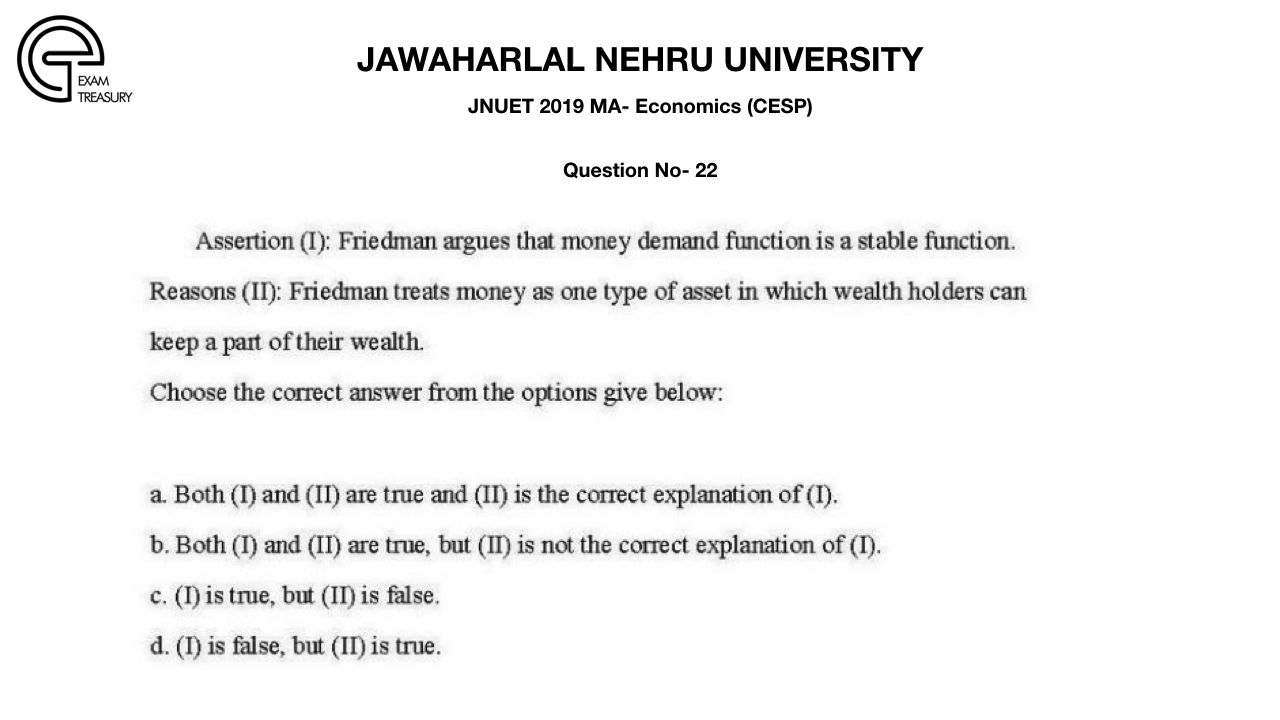 EXAM
TREASURY
JAWAHARLAL NEHRU UNIVERSITY
JNUET 2019 MA- Economics (CESP)
Question No- 22
Assertion (I): Friedman argues that money demand function is a stable function.
Reasons (II): Friedman treats money as one type of asset in which wealth holders can
keep a part of their wealth.
Choose the correct answer from the options give below:
a. Both (I) and (II) are true and (II) is the correct explanation of (I).
b. Both (I) and (II) are true, but (II) is not the correct explanation of (I).
c. (I) is true, but (II) is false.
d. (I) is false, but (II) is true.